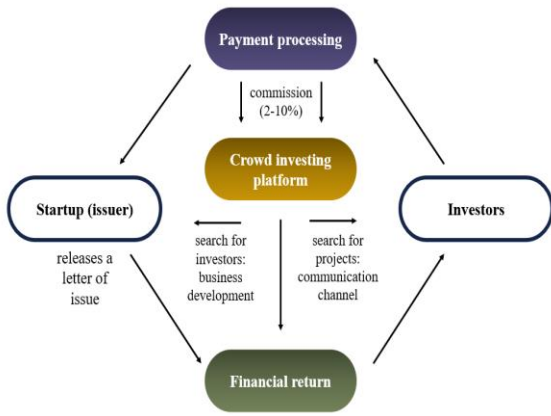 Payment processing
commission
(2-10%)
Crowd investing
platform
Startup (issuer)
Investors
releases a
letter of
issue
search for
investors:
business
development
search for
projects:
communication
channel
Financial return